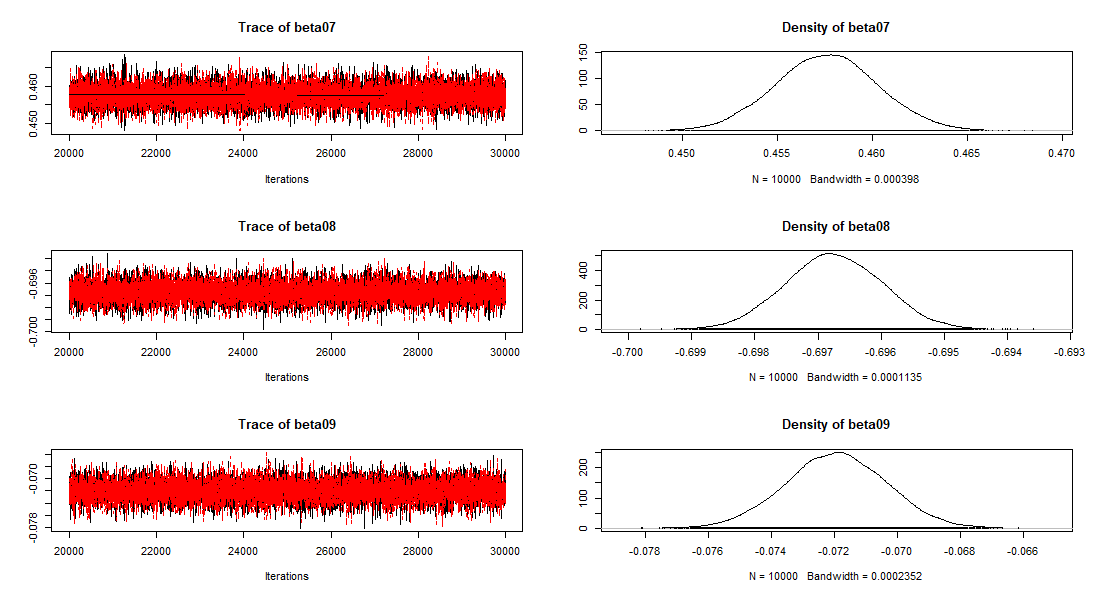 Trace of beta07
0.450 0.460
20000 22000 24000 26000 28000 30000
Iterations
Density of beta07
0 50 100 150
0.450 0.455 0.460 0.465 0.470
N = 10000 Bandwidth = 0.000398
Trace of beta08
-0.700 -0.696
20000 22000 24000 26000 28000 30000
Iterations
Density of beta08
0 200 400
-0.700 -0.699 -0.698 -0.697 -0.696 -0.695 -0.694 -0.693
N = 10000 Bandwidth = 0.0001135
Trace of beta09
-0.078 -0.070
20000 22000 24000 26000 28000 30000
Iterations
Density of beta09
0 100 200
-0.078 -0.076 -0.074 -0.072 -0.070 -0.068 -0.066
N = 10000 Bandwidth = 0.0002352